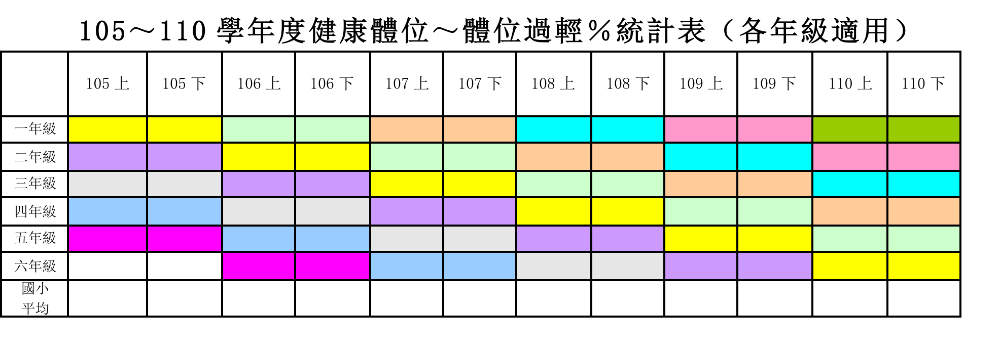 105～110 學年度健康體位～體位過輕％統計表（各年級適用）
105 上 105 下 106 上 106 下 107 上 107 下 108 上 108 下 109 上 109 下 110 上 110 下
一年級
二年級
三年級
四年級
五年級
六年級
國小
平均